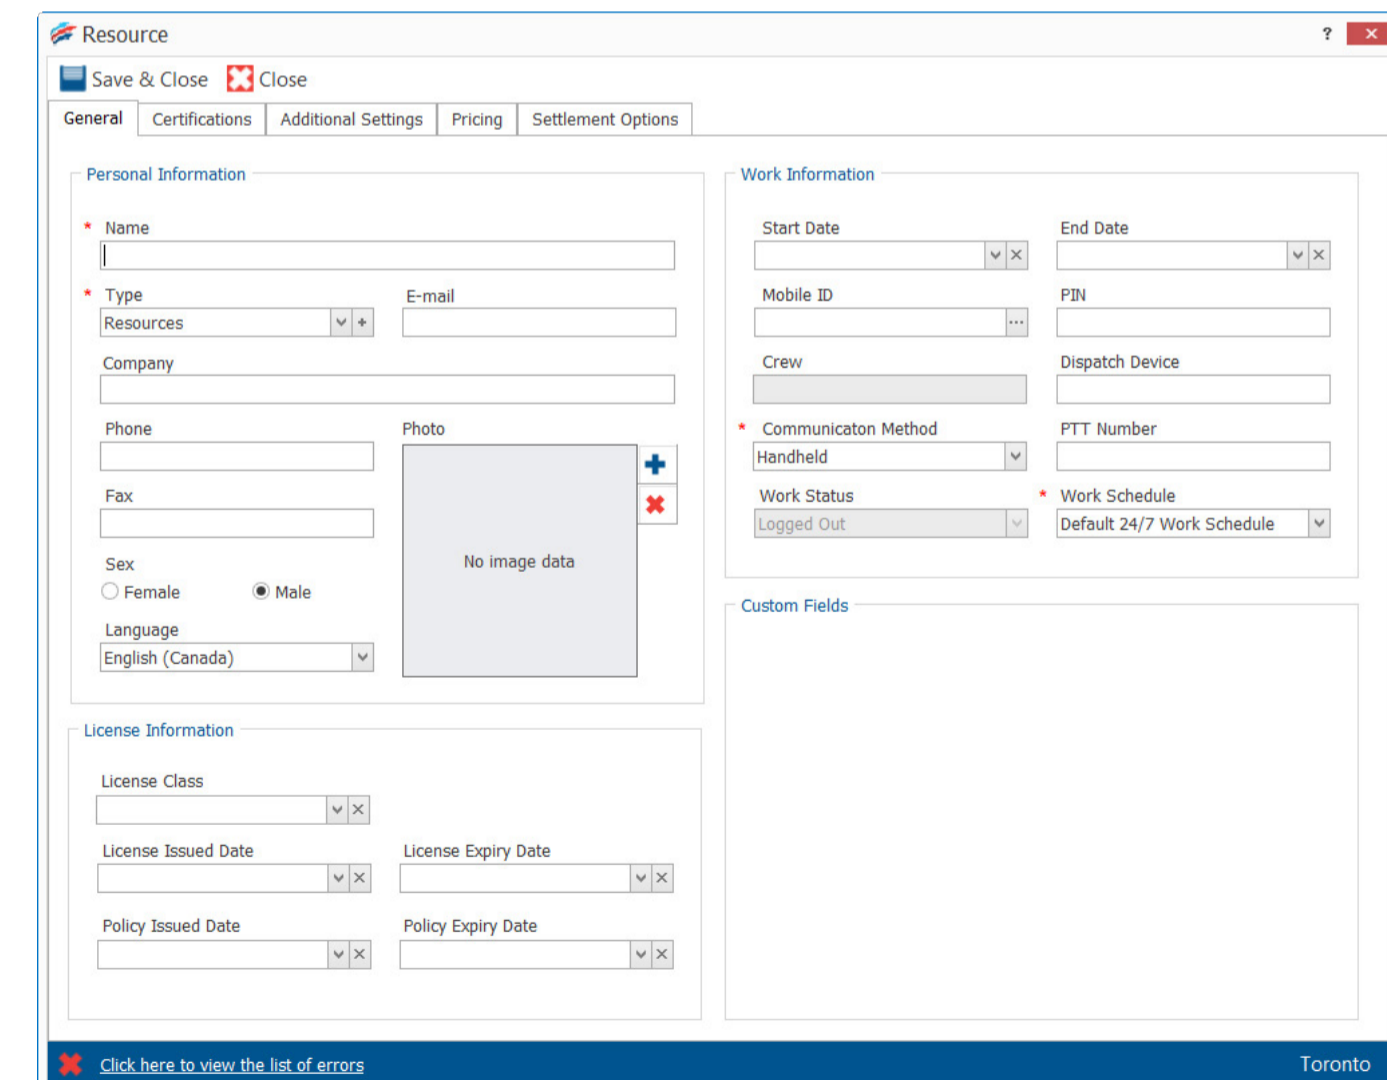 Resource
?
Save & Close Close
General Certifications Additional Settings Pricing Settlement Options
Personal Information
* Name
* Type E-mail
Resources
Company
Phone Photo
Fax
No image data
Sex
Female Male
Language
English (Canada)
License Information
License Class
License Issued Date License Expiry Date
Policy Issued Date Policy Expiry Date
Work Information
Start Date End Date
Mobile ID PIN
Crew Dispatch Device
* Communicaton Method PTT Number
Handheld
Work Status * Work Schedule
Logged Out Default 24/7 Work Schedule
Custom Fields
Click here to view the list of errors Toronto